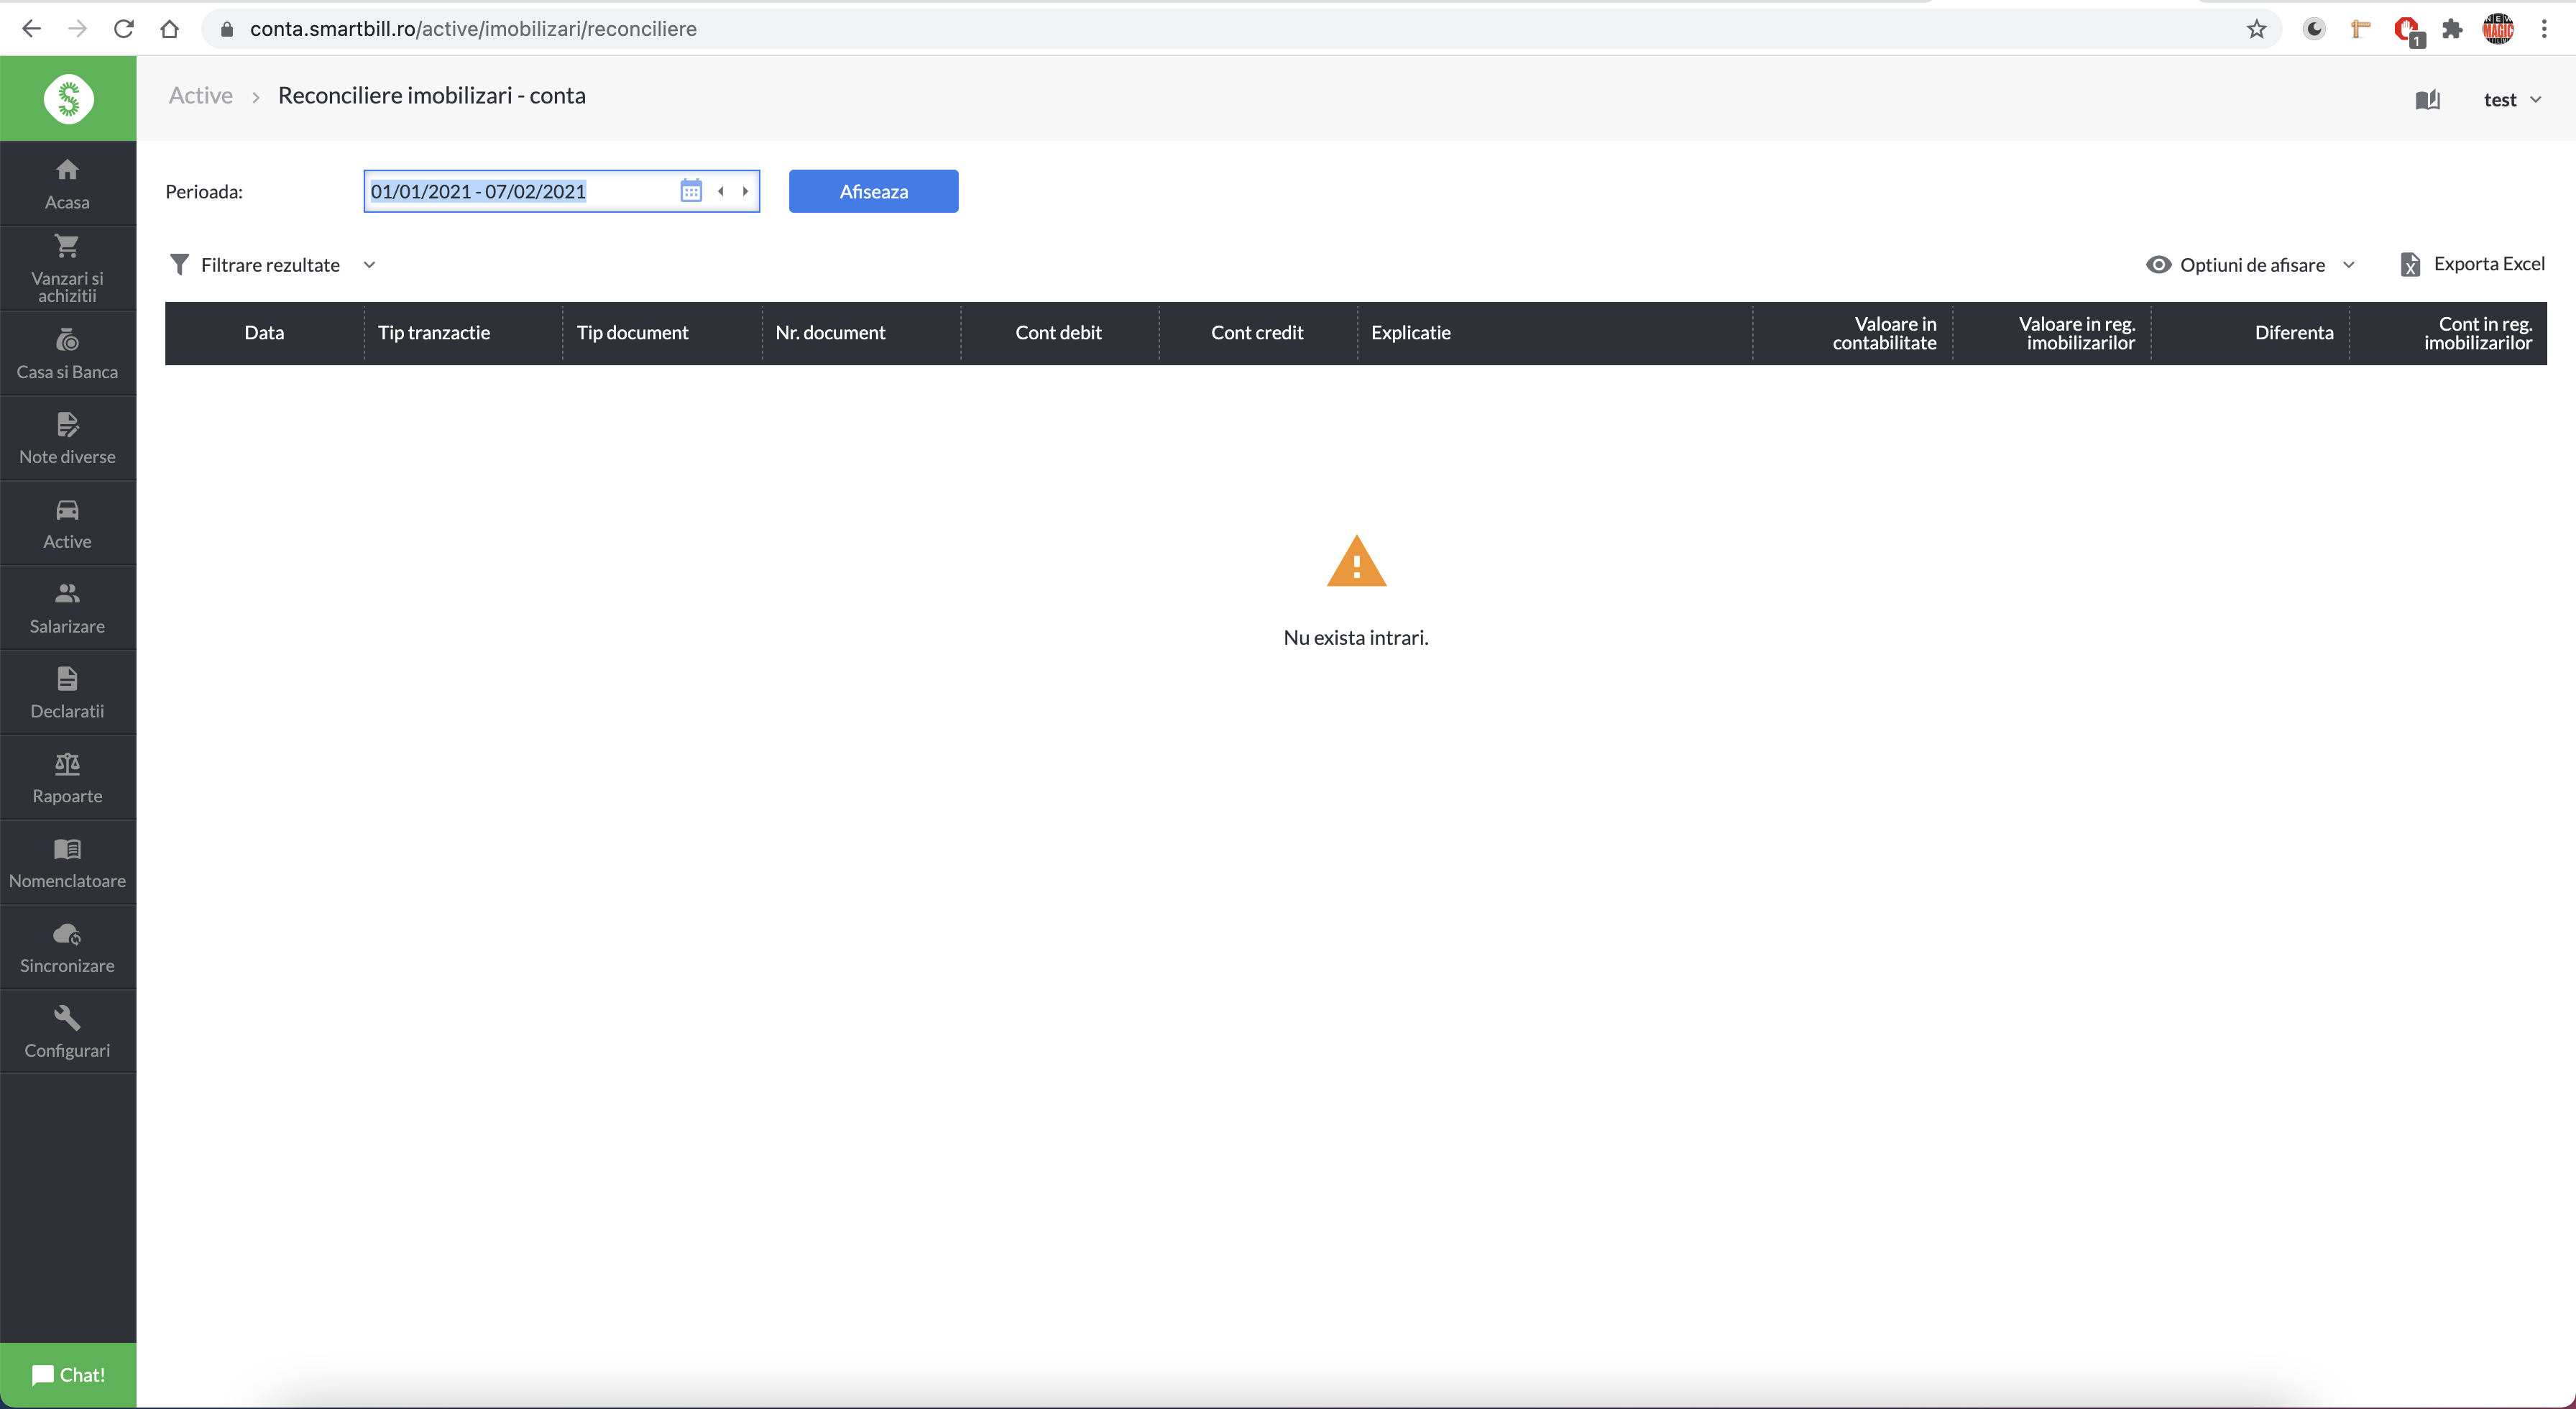 conta.smartbill.ro/active/imobilizari/reconciliere
1
NEW
MAGIC
Active > Reconciliere imobilizari - conta
test
Perioada:
01/01/2021 - 07/02/2021
Afiseaza
Filtrare rezultate
Optiuni de afisare
Exporta Excel
Data
Tip tranzactie
Tip document
Nr. document
Cont debit
Cont credit
Explicatie
Valoare in
contabilitate
Valoare in reg.
imobilizarilor
Diferenta
Cont in reg.
imobilizarilor
Nu exista intrari.
Acasa
Vanzari si
achizitii
Casa si Banca
Note diverse
Active
Salarizare
Declaratii
Rapoarte
Nomenclatoare
Sincronizare
Configurari
Chat!